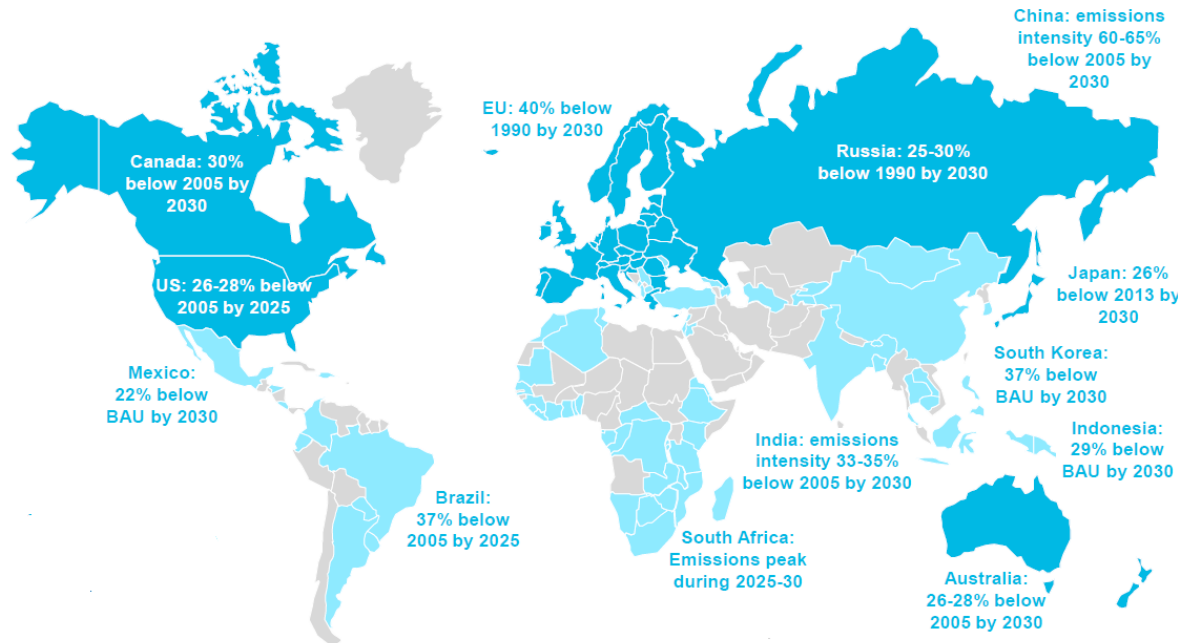 China: emissions
intensity 60-65%
below 2005 by
2030
EU: 40% below
1990 by 2030
Canada: 30%
below 2005 by
2030
Russia: 25-30%
below 1990 by 2030
US: 26-28% below
2005 by 2025
Japan: 26%
below 2013 by
2030
Mexico:
22% below
BAU by 2030
South Korea:
37% below
BAU by 2030
India: emissions
intensity 33-35%
below 2005 by 2030
Indonesia:
29% below
BAU by 2030
Brazil:
37% below
2005 by 2025
South Africa:
Emissions peak
during 2025-30
Australia:
26-28% below
2005 by 2030